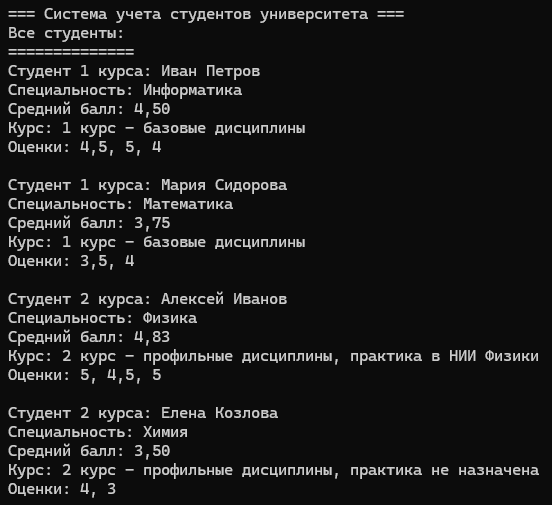 === Система учета студентов университета ===
Все студенты:
==============
Студент 1 курса: Иван Петров
Специальность: Информатика
Средний балл: 4,50
Курс: 1 курс – базовые дисциплины
Оценки: 4,5, 5, 4
Студент 1 курса: Мария Сидорова
Специальность: Математика
Средний балл: 3,75
Курс: 1 курс – базовые дисциплины
Оценки: 3,5, 4
Студент 2 курса: Алексей Иванов
Специальность: Физика
Средний балл: 4,83
Курс: 2 курс – профильные дисциплины, практика в НИИ Физики
Оценки: 5, 4,5, 5
Студент 2 курса: Елена Козлова
Специальность: Химия
Средний балл: 3,50
Курс: 2 курс – профильные дисциплины, практика не назначена
Оценки: 4, 3